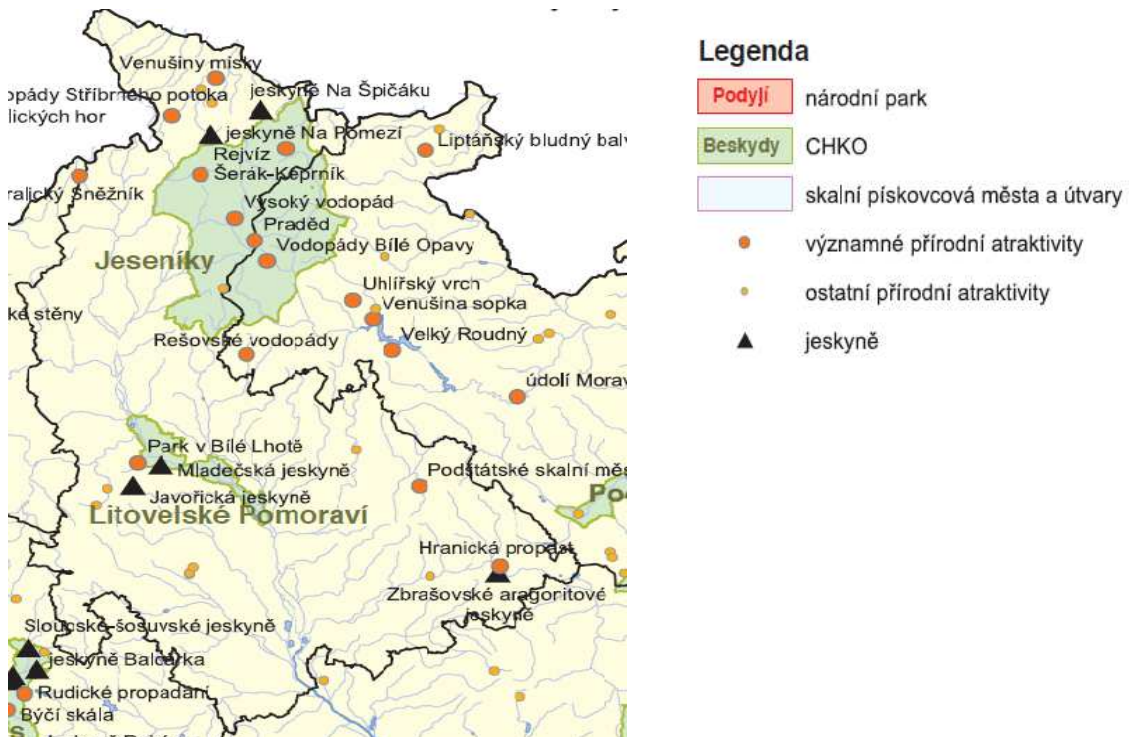 Venušiny misky
opády Stříbrného potoka
lických hor
jeskyně Na Špičáku
jeskyně Na Pomezí
Liptáňský bludný balv
Rejvíz
Šerák-Keprník
ralický Sněžník
Vysoký vodopád
Praděd
Vodopády Bílé Opavy
Jeseníky
Uhlířský vrch
Venušina sopka
ké stěny
Velký Roudný
Rešovské vodopády
údolí Morav
Park v Bílé Lhotě
Mladečská jeskyně
Podštátské skalní měs
Javořická jeskyně
Po
Litovelské Pomoraví
Hranická propast
Zbrašovské aragonitové
jeskyně
Sloupsko-šošuvské jeskyně
jeskyně Balcarka
Rudické propadání
Býčí skála
s
Legenda
Podyjí národní park
Beskydy CHKO
skalní pískovcová města a útvary
významné přírodní atraktivity
ostatní přírodní atraktivity
jeskyně